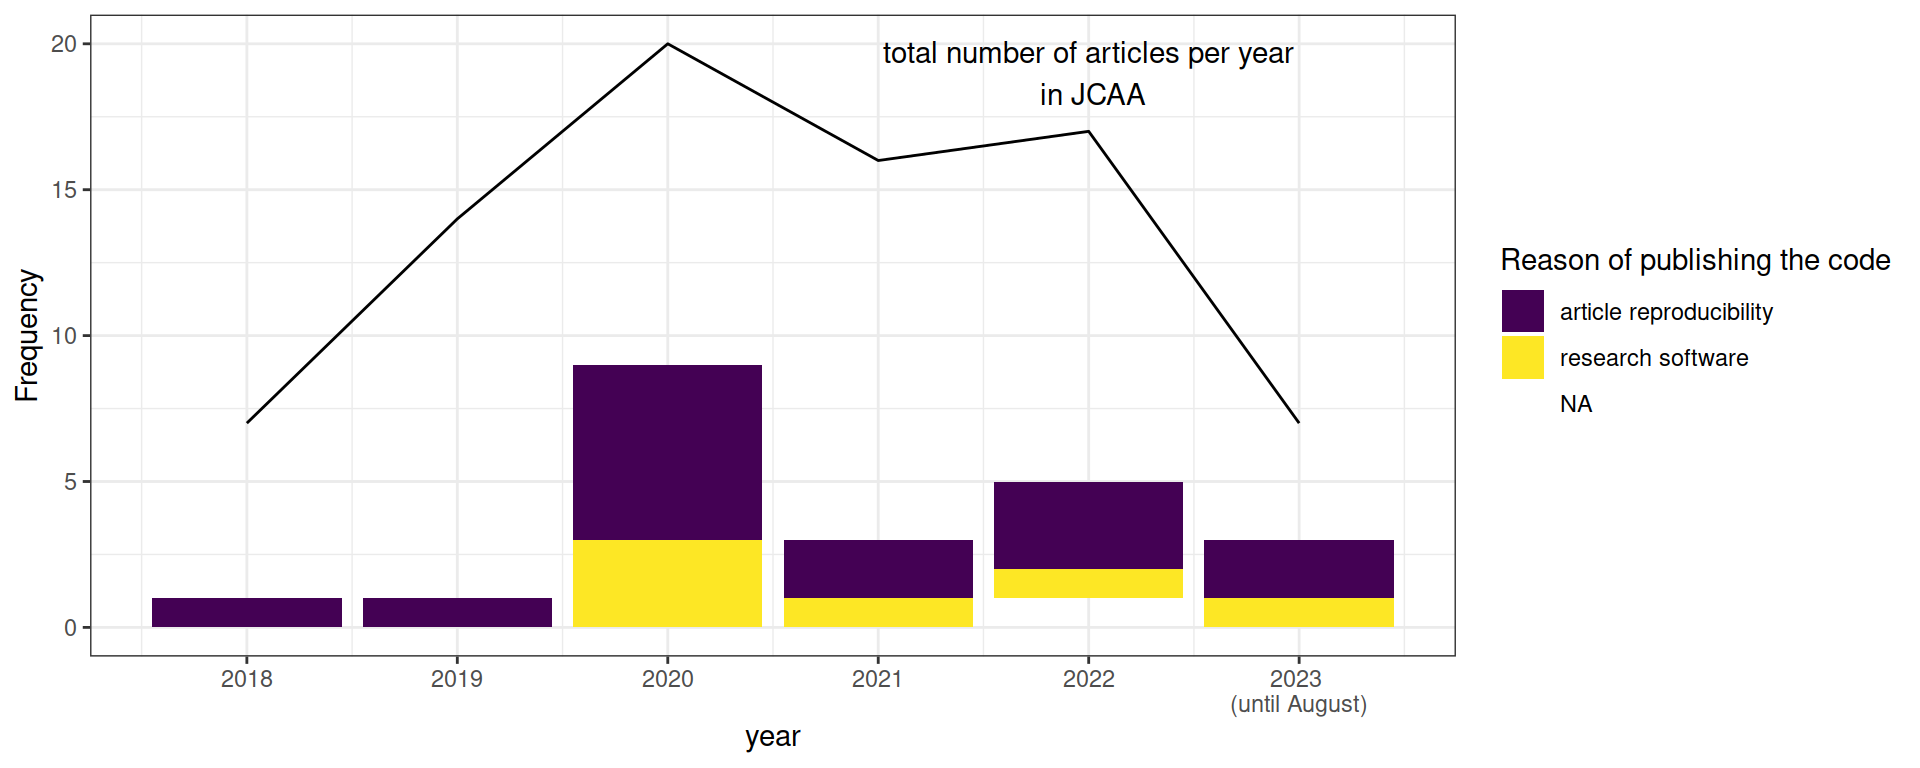 total number of articles per year
in JCAA
20
15
10
5
0
Frequency
2018
2019
2020
2021
2022
2023
(until August)
year
Reason of publishing the code
article reproducibility
research software
NA